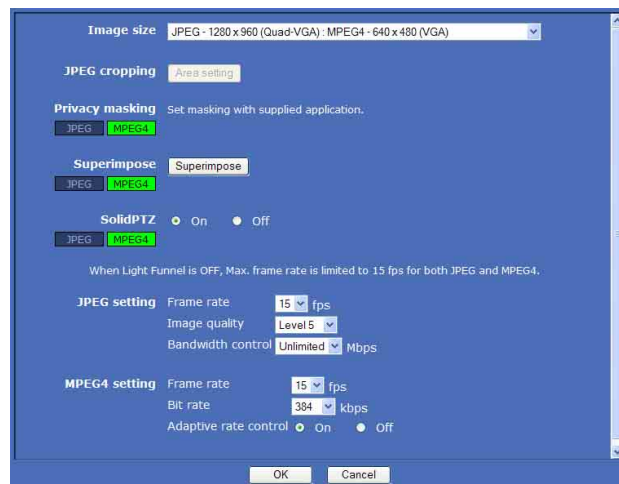 Image size JPEG - 1280 x 960 (Quad-VGA) : MPEG4 - 640 x 480 (VGA)
JPEG cropping Area setting
Privacy masking Set masking with supplied application.
JPEG MPEG4
Superimpose Superimpose
JPEG MPEG4
SolidPTZ On Off
JPEG MPEG4
When Light Funnel is OFF, Max. frame rate is limited to 15 fps for both JPEG and MPEG4.
JPEG setting Frame rate 15 fps
Image quality Level 5
Bandwidth control Unlimited Mbps
MPEG4 setting Frame rate 15 fps
Bit rate 384 kbps
Adaptive rate control On Off
OK Cancel